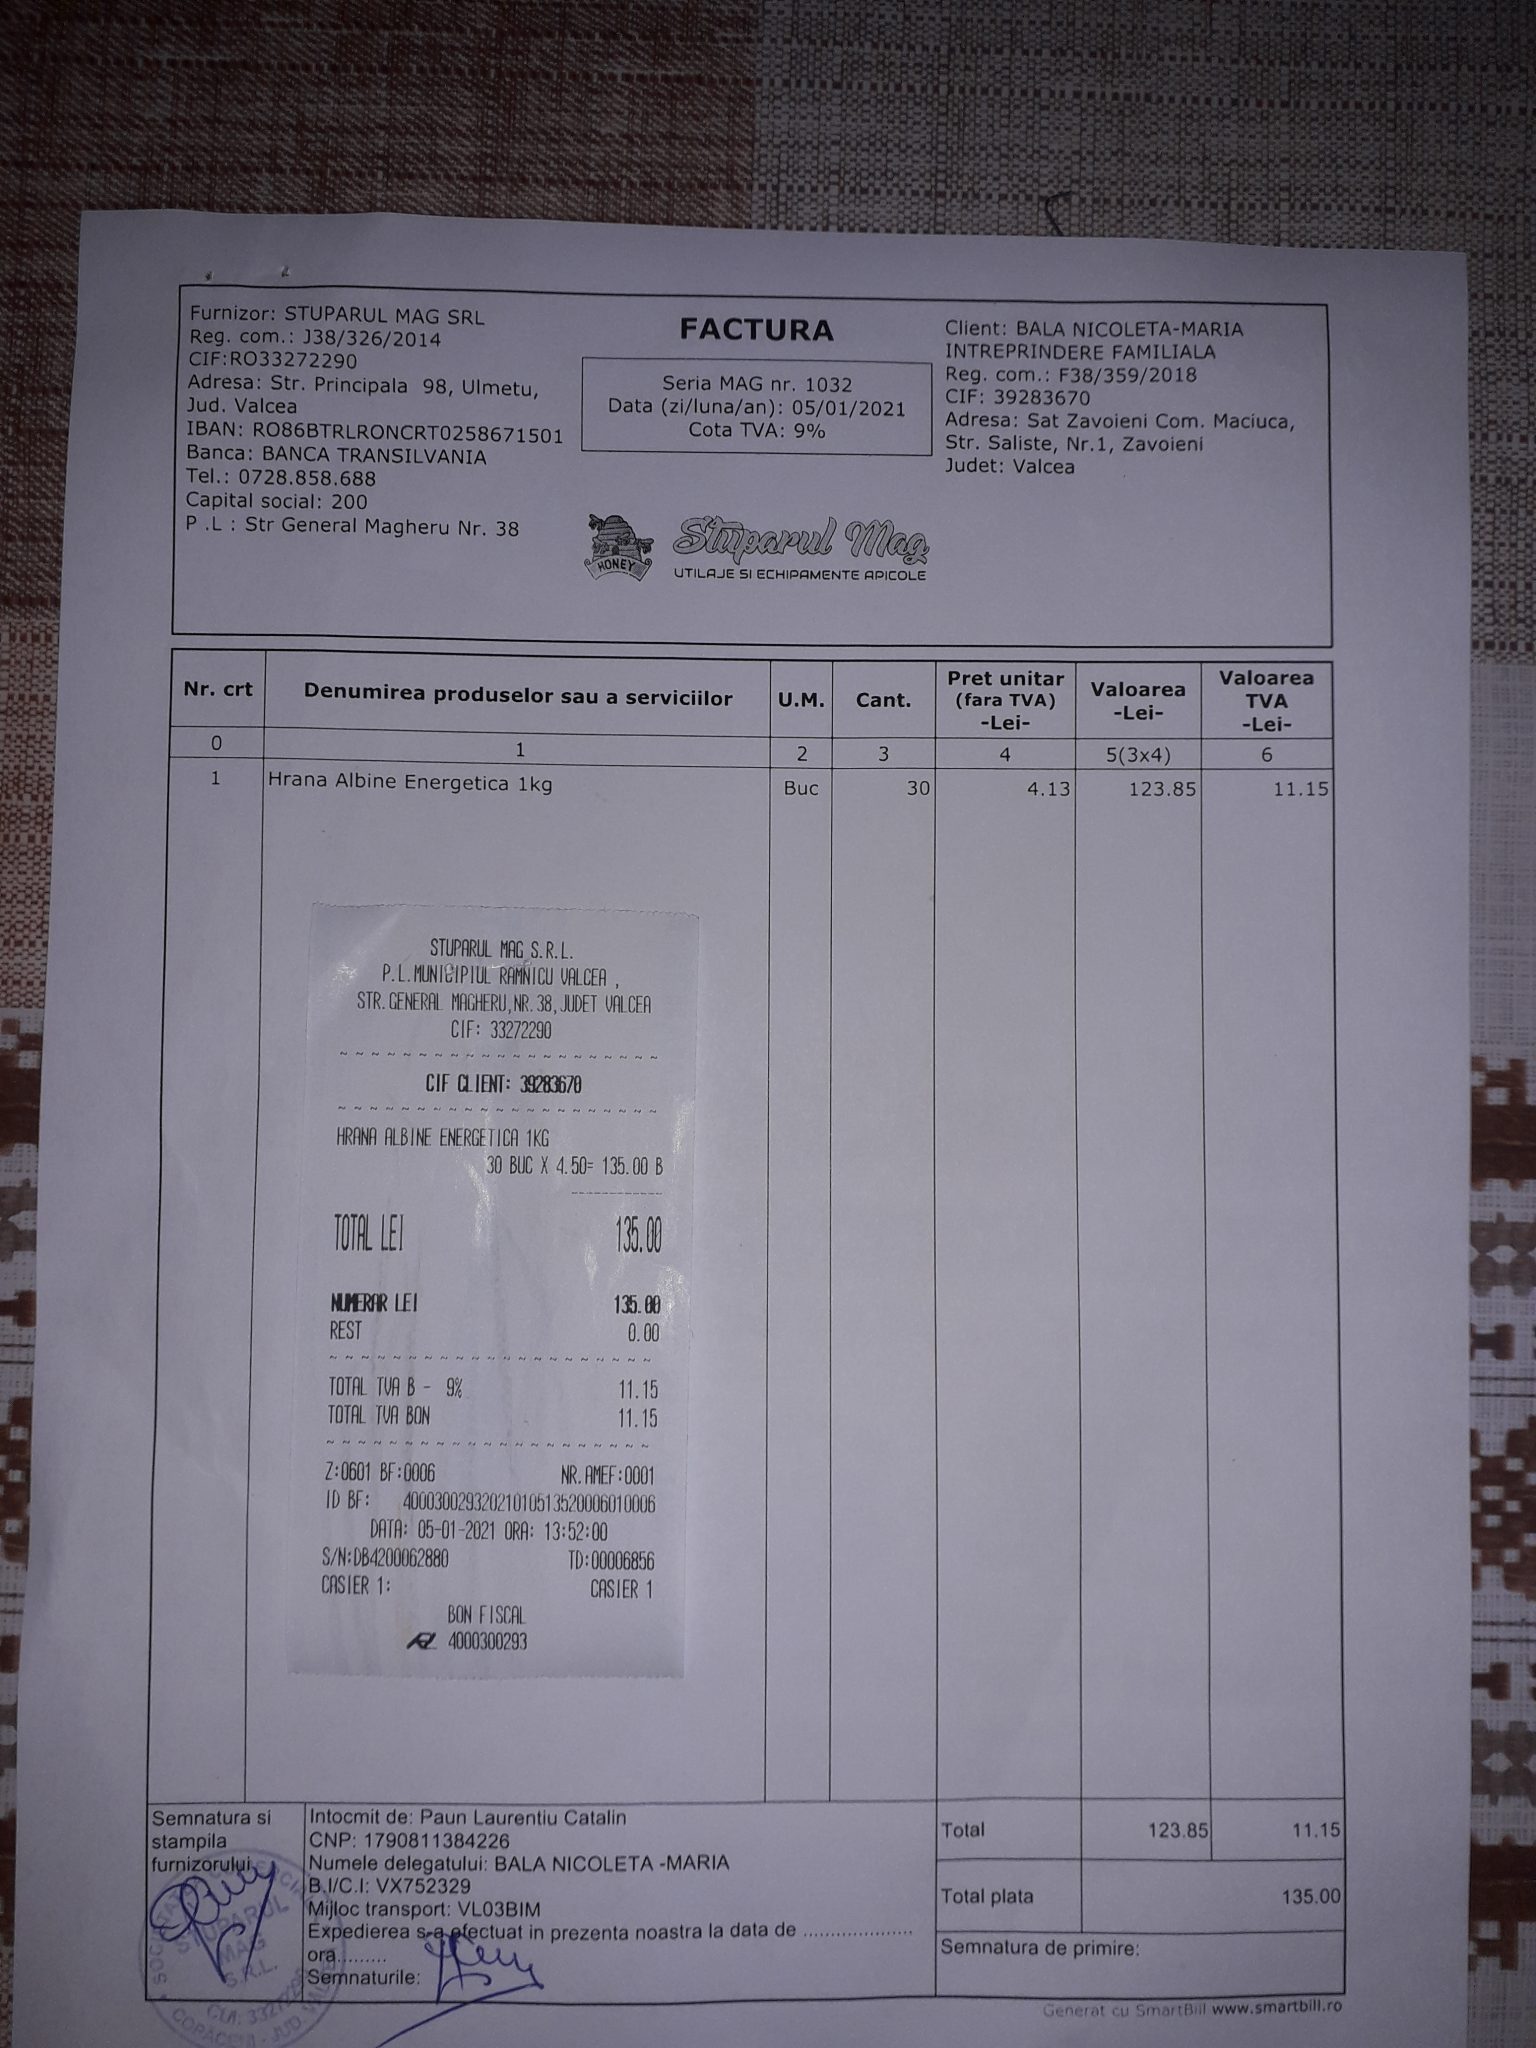 Furnizor: STUPARUL MAG SRL
Reg. com.: J38/326/2014
CIF:RO33272290
Adresa: Str. Principala 98, Ulmetu,
Jud. Valcea
IBAN: RO86BTRLRONCRT0258671501
Banca: BANCA TRANSILVANIA
Tel.: 0728.858.688
Capital social: 200
P .L : Str General Magheru Nr. 38
FACTURA
Seria MAG nr. 1032
Data (zi/luna/an): 05/01/2021
Cota TVA: 9%
HONEY
Stuparul Mag
UTILAJE SI ECHIPAMENTE APICOLE
Client: BALA NICOLETA-MARIA
INTREPRINDERE FAMILIALA
Reg. com.: F38/359/2018
CIF: 39283670
Adresa: Sat Zavoieni Com. Maciuca,
Str. Saliste, Nr.1, Zavoieni
Judet: Valcea
Nr. crt Denumirea produselor sau a serviciilor U.M. Cant. Pret unitar (fara TVA) -Lei- Valoarea -Lei- Valoarea TVA -Lei-
0 1 2 3 4 5(3x4) 6
1 Hrana Albine Energetica 1kg Buc 30 4.13 123.85 11.15
STUPARUL MAG S.R.L.
P.L.MUNICIPIUL RAMNICU VALCEA ,
STR.GENERAL MAGHERU,NR.38,JUDET VALCEA
CIF: 33272290
CIF CLIENT: 39283670
HRANA ALBINE ENERGETICA 1KG
30 BUC X 4.50= 135.00 B
TOTAL LEI 135.00
NUMERAR LEI 135.00
REST 0.00
TOTAL TVA B - 9% 11.15
TOTAL TVA BON 11.15
Z:0601 BF:0006 NR.AMEF:0001
ID BF: 40003002932021010513520006010006
DATA: 05-01-2021 ORA: 13:52:00
S/N:DB4200062880 TD:00006856
CASIER 1: CASIER 1
BON FISCAL
4000300293
Semnatura si
stampila
furnizorului
Intocmit de: Paun Laurentiu Catalin
CNP: 1790811384226
Numele delegatului: BALA NICOLETA -MARIA
B.I/C.I: VX752329
Mijloc transport: VL03BIM
Expedierea s-a efectuat in prezenta noastra la data de ....................
ora.........
Semnaturile:
Total 123.85 11.15
Total plata 135.00
Semnatura de primire:
STUPARUL
MAG
S.R.L.
Generat cu SmartBill www.smartbill.ro